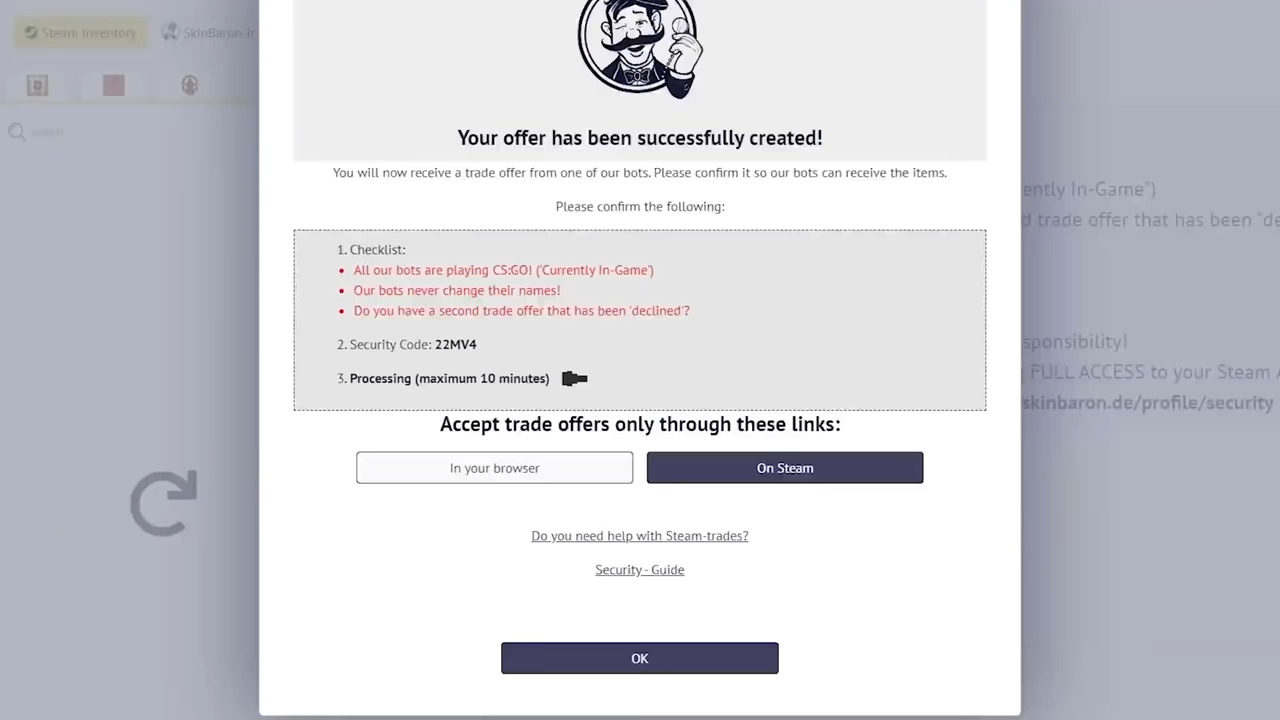 Steam Inventory
SkinBaron-In
search
Your offer has been successfully created!
You will now receive a trade offer from one of our bots. Please confirm it so our bots can receive the items.
Please confirm the following:
1. Checklist:
All our bots are playing CS:GO! ('Currently In-Game')
Our bots never change their names!
Do you have a second trade offer that has been 'declined'?
2. Security Code: 22MV4
3. Processing (maximum 10 minutes)
Accept trade offers only through these links:
In your browser
On Steam
Do you need help with Steam-trades?
Security - Guide
OK
ently In-Game")
d trade offer that has been "de
sponsibility!
FULL ACCESS to your Steam A
skinbaron.de/profile/security